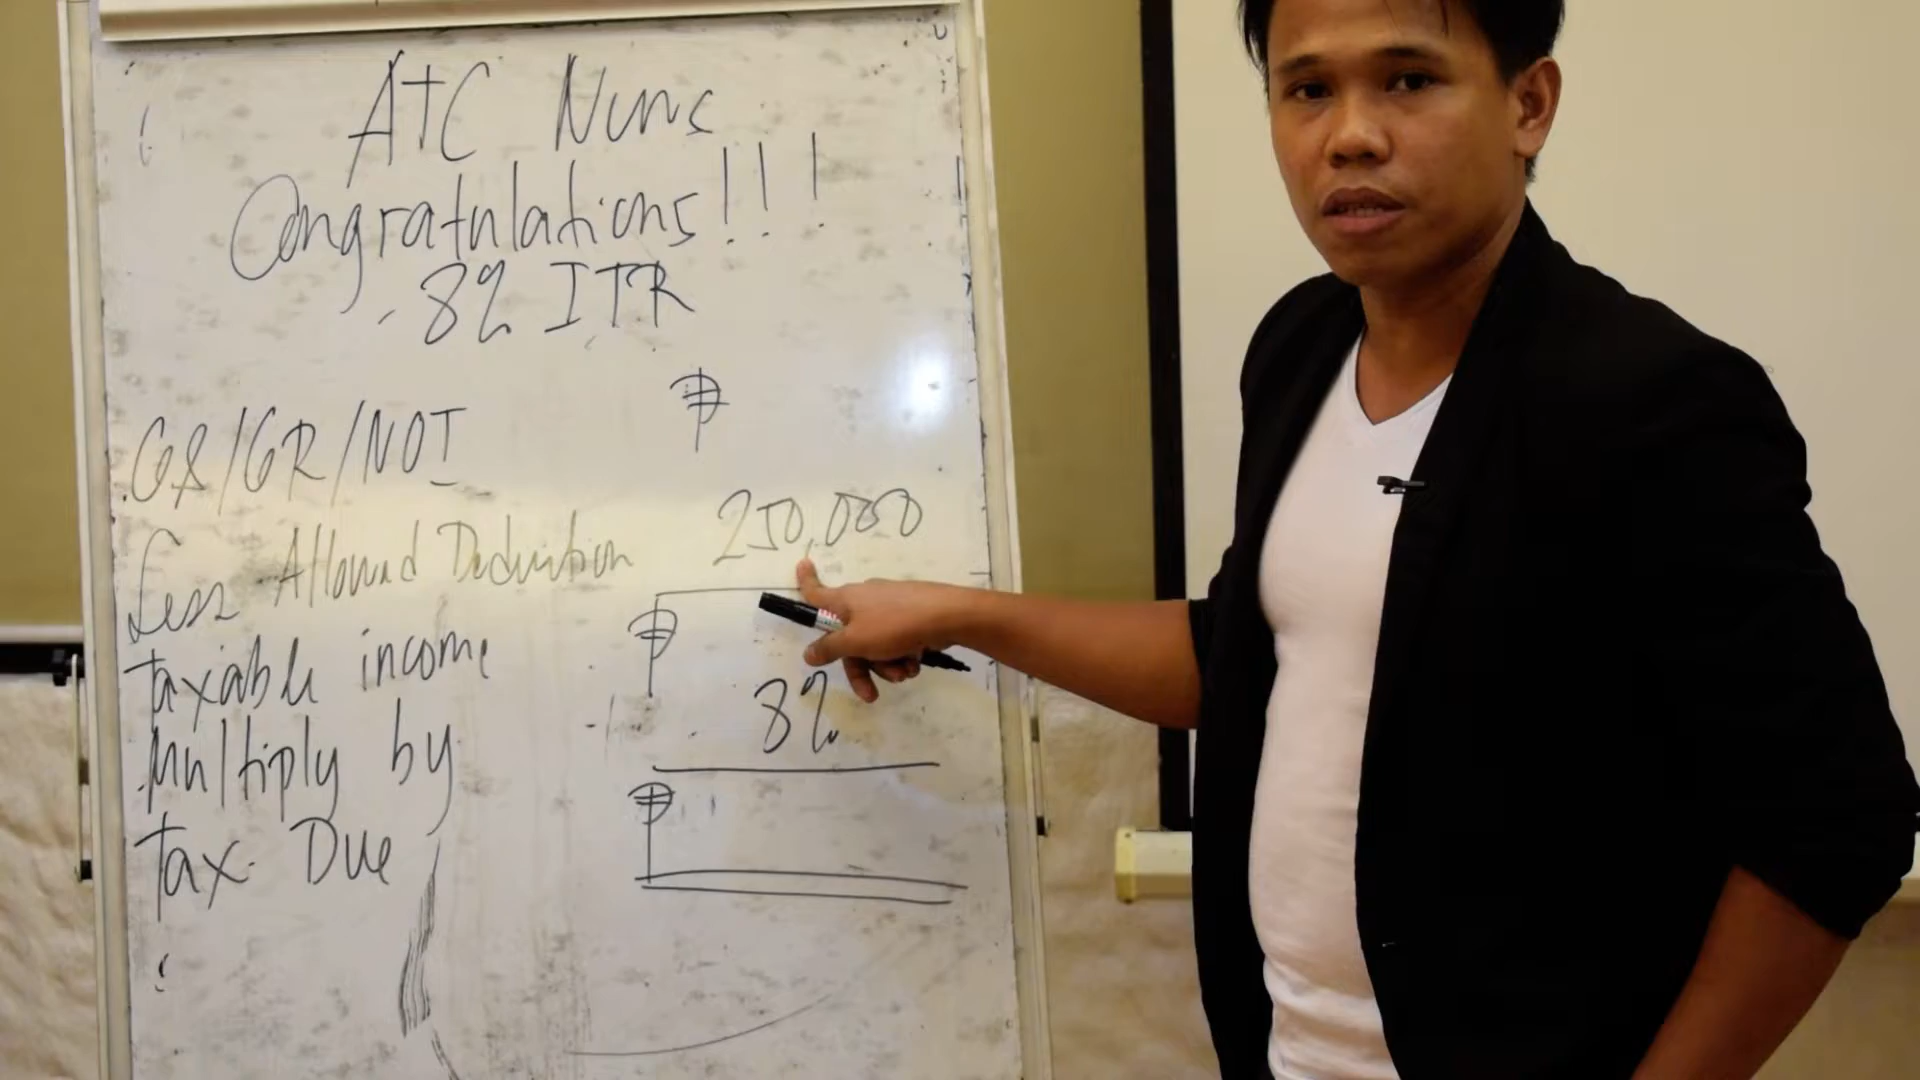 ATC News
Congratulations!!!
8% ITR
₱
GS/GR/NOI
Less Allowed Deduction 250,000
taxable income ₱
Multiply by 8%
Tax Due ₱